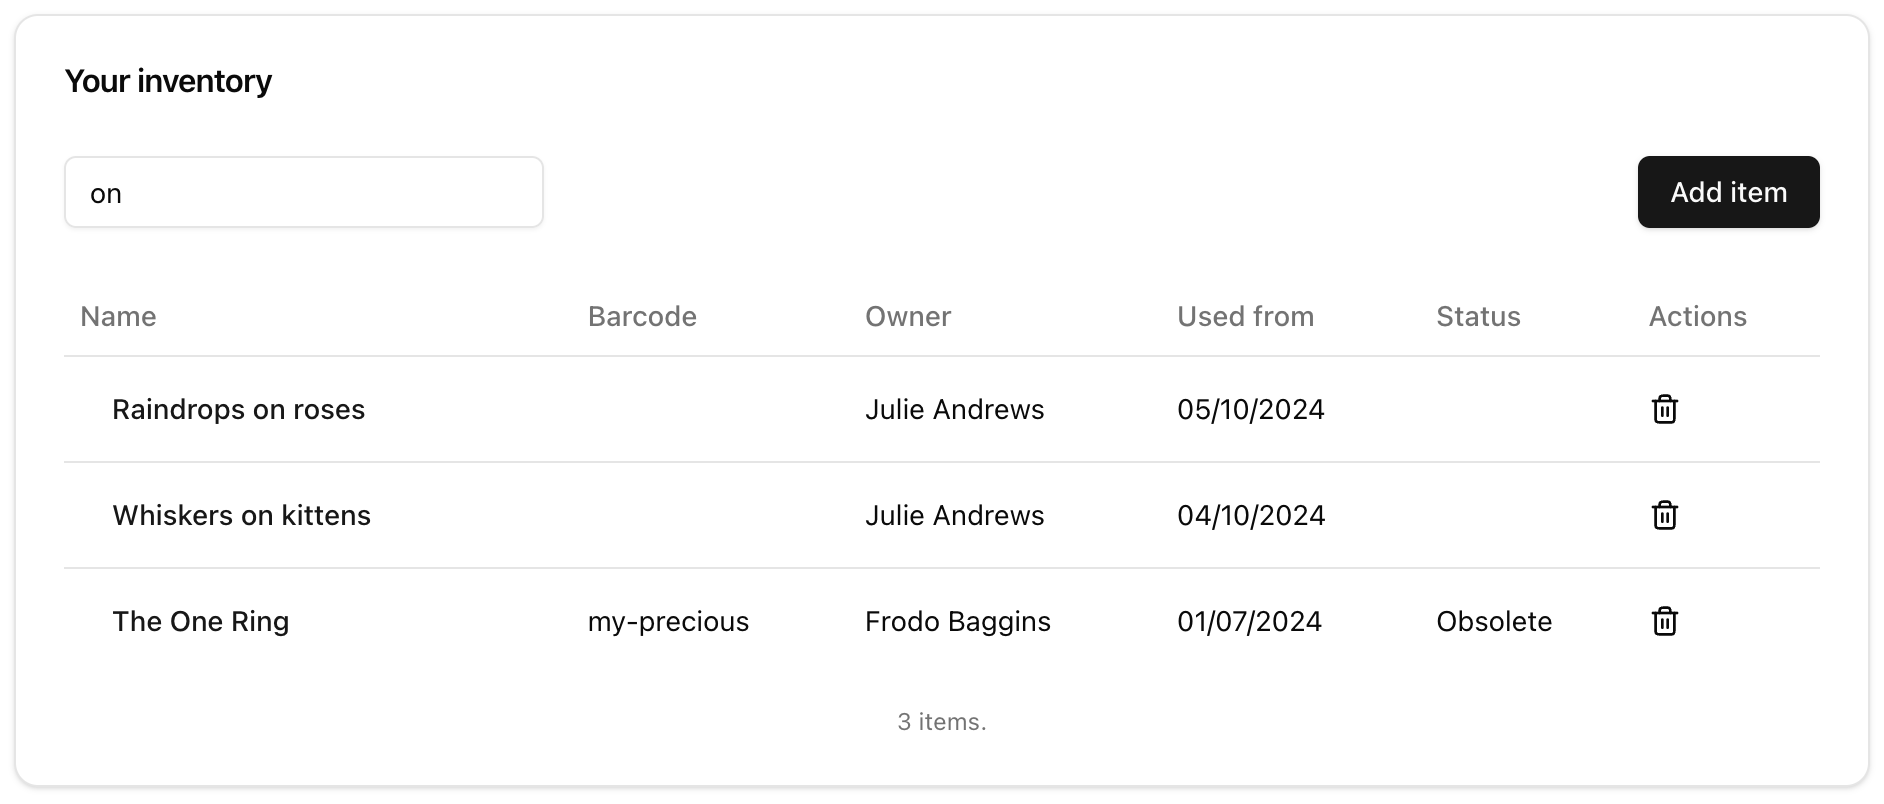 Your inventory
on
Add item
Name Barcode Owner Used from Status Actions
Raindrops on roses Julie Andrews 05/10/2024
Whiskers on kittens Julie Andrews 04/10/2024
The One Ring my-precious Frodo Baggins 01/07/2024 Obsolete
3 items.